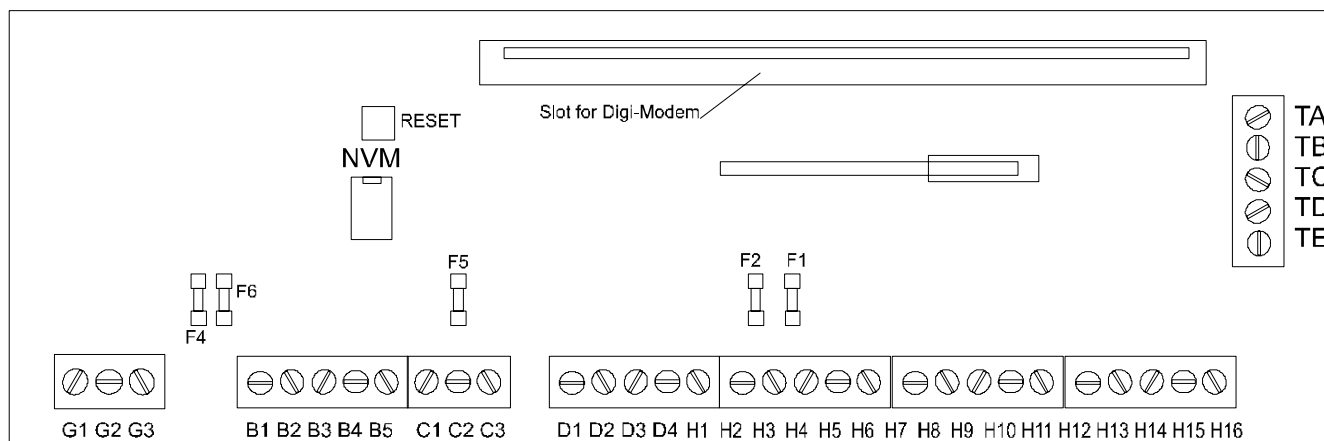 Slot for Digi-Modem
RESET
NVM
TA
TB
TC
TD
TE
F6
F4
F5
F2 F1
G1 G2 G3 B1 B2 B3 B4 B5 C1 C2 C3 D1 D2 D3 D4 H1 H2 H3 H4 H5 H6 H7 H8 H9 H10 H11 H12 H13 H14 H15 H16